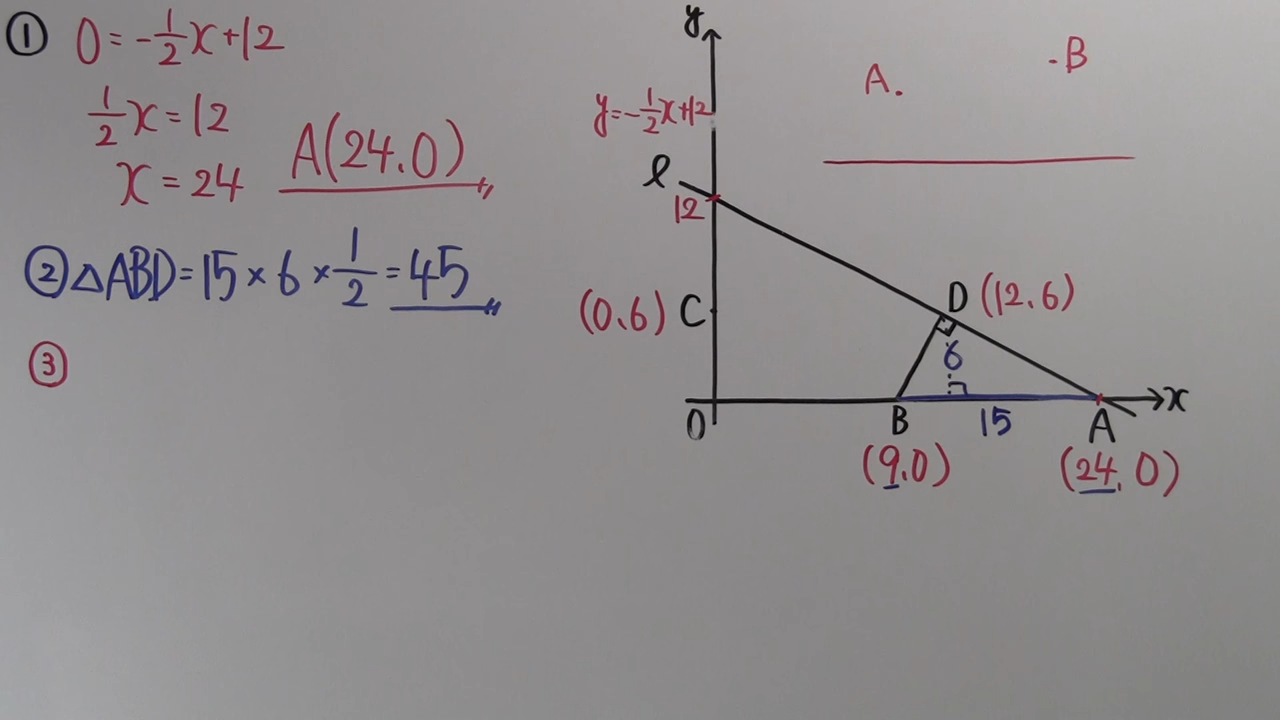 ① 0=-1/2x+12
1/2x=12
x=24 A(24.0)
②△ABD=15×6×1/2=45
③
y
A. ·B
y=-1/2x+12
ℓ
12
(0.6) C
D (12.6)
6
O B 15 A x
(9.0) (24.0)